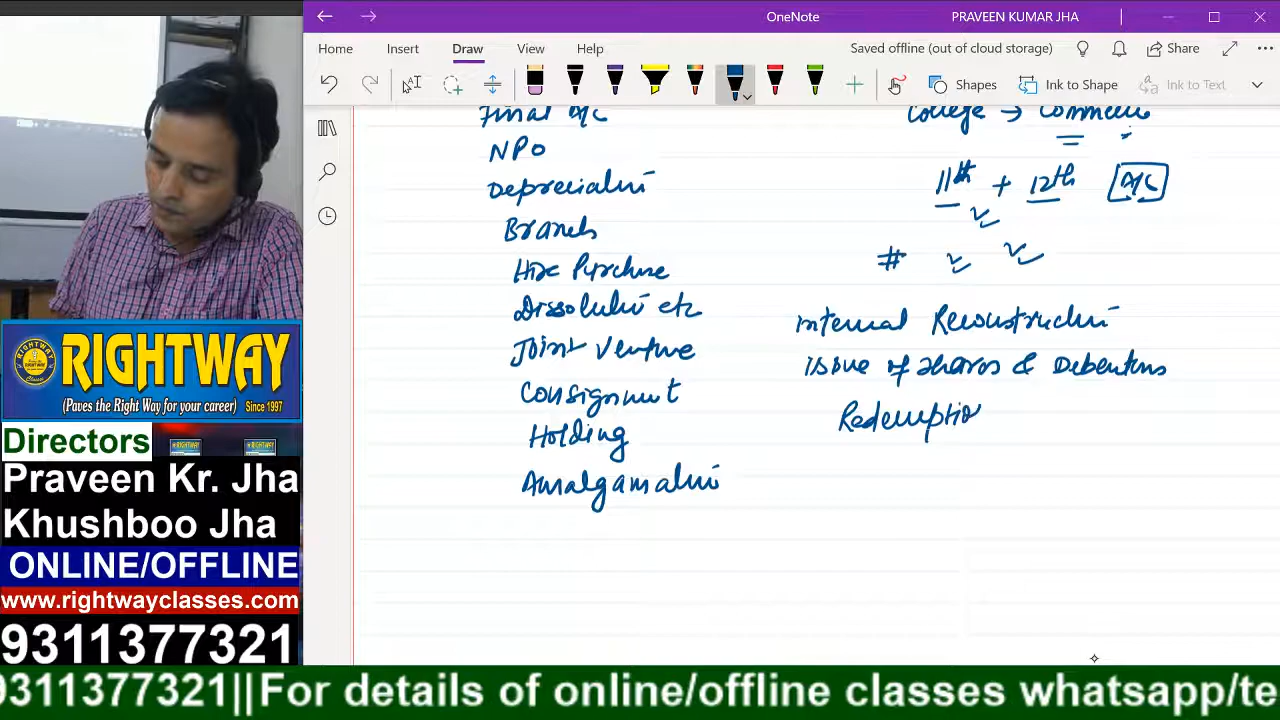 OneNote
PRAVEEN KUMAR JHA
Home Insert Draw View Help
Saved offline (out of cloud storage)
Share
Shapes
Ink to Shape
Ink to Text
Final A/c
NPO
Depreciation
Branch
Hire Purchase
Dissolution etc
Joint Venture
Consignment
Holding
Amalgamation
College → Commerce
11th + 12th A/C
#
Internal Reconstruction
issue of shares & Debentures
Redemption
RIGHTWAY
Classes
(Paves the Right Way for your career) Since 1997
Directors
Praveen Kr. Jha
Khushboo Jha
ONLINE/OFFLINE
www.rightwayclasses.com
9311377321
9311377321||For details of online/offline classes whatsapp/te